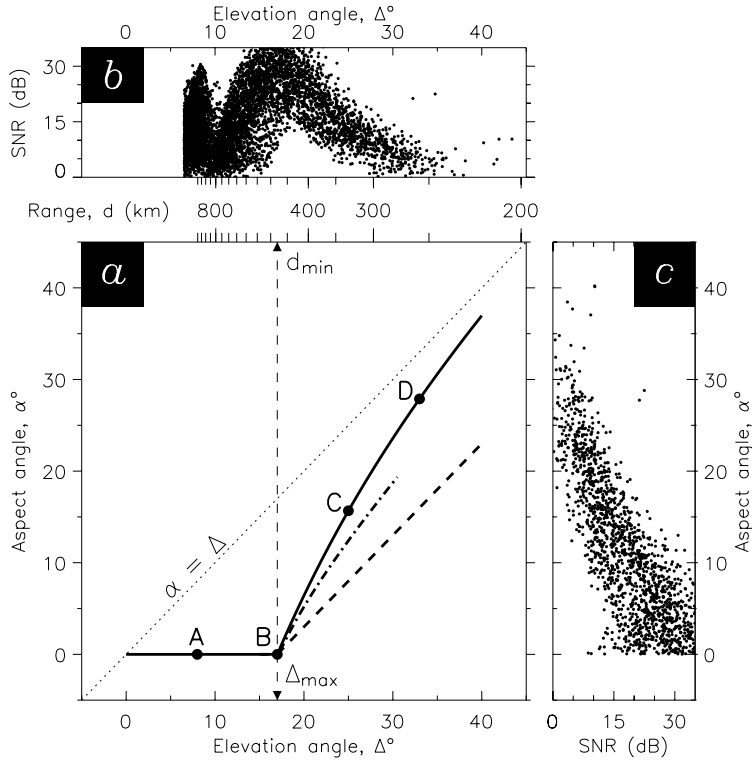 Elevation angle, Δ°
0 10 20 30 40
b
SNR (dB)
30
15
0
Range, d (km) 800 400 300 200
a
c
d_min
40 40
30 30
20 20
10 10
0 0
Aspect angle, α°
Aspect angle, α°
D
C
α = Δ
A
B
Δ_max
0 10 20 30 40
Elevation angle, Δ°
0 15 30
SNR (dB)